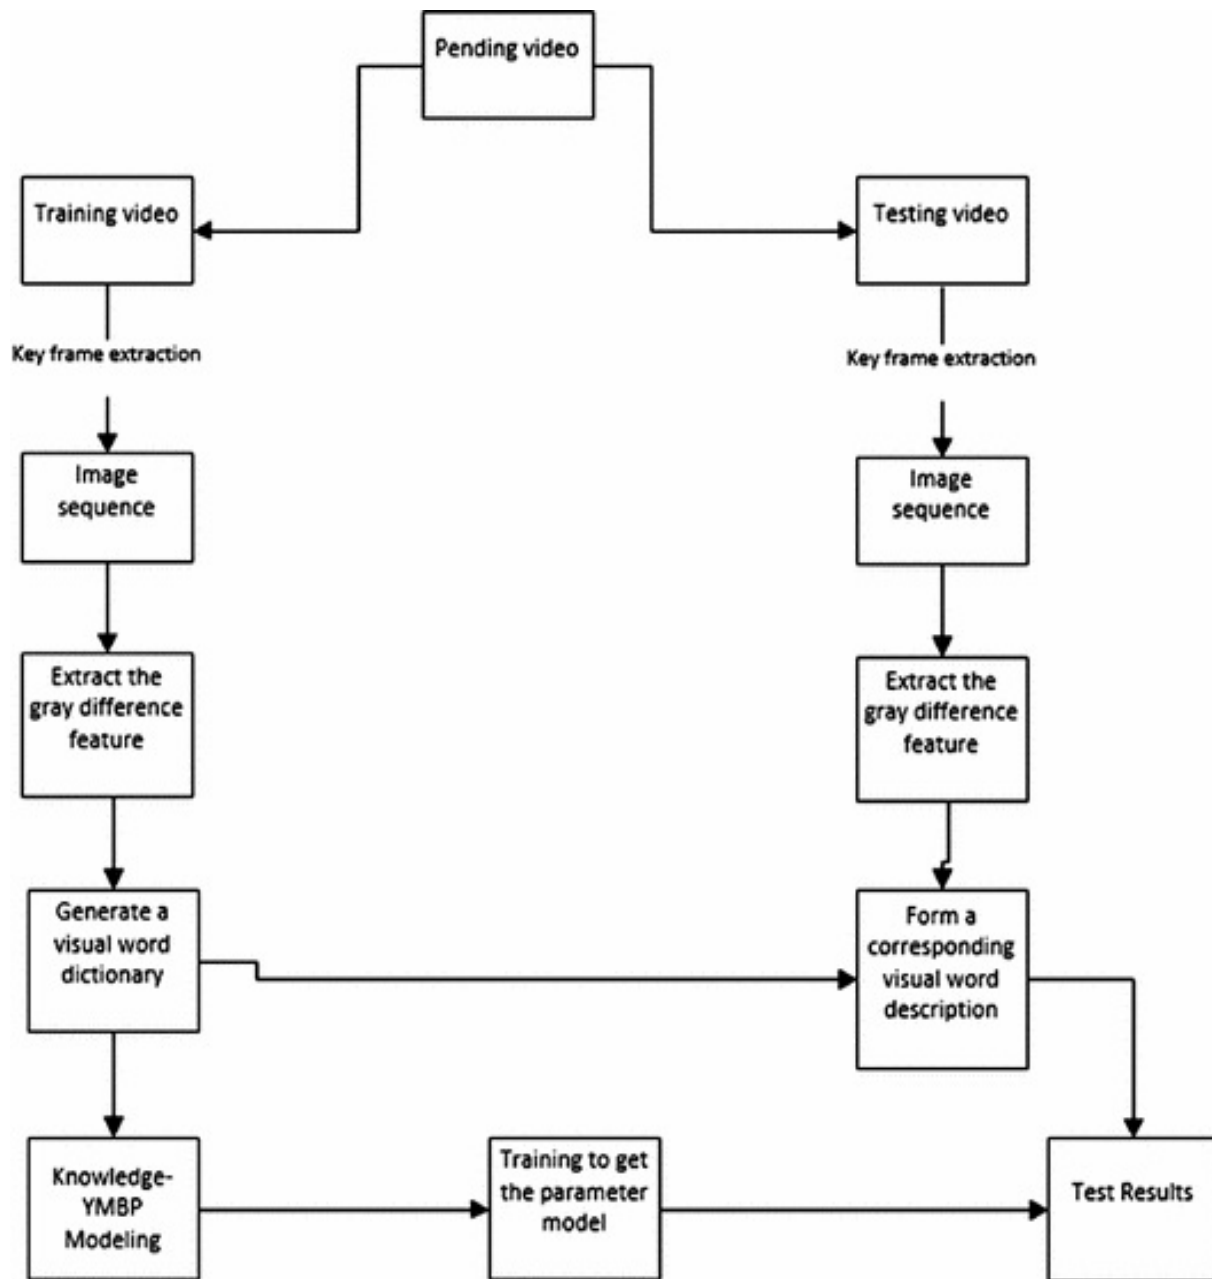 Pending video
Training video
Testing video
Key frame extraction
Key frame extraction
Image
sequence
Image
sequence
Extract the
gray difference
feature
Extract the
gray difference
feature
Generate a
visual word
dictionary
Form a
corresponding
visual word
description
Knowledge-
YMBP
Modeling
Training to get
the parameter
model
Test Results